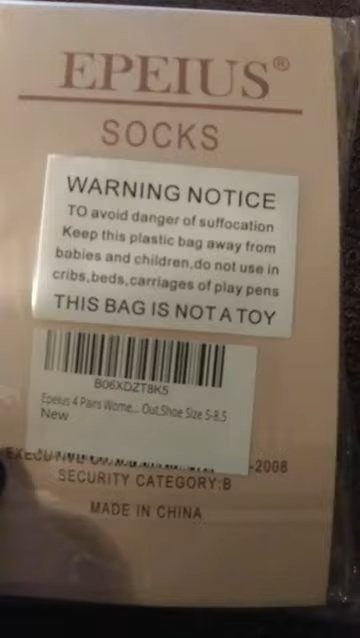 EPEIUS®
SOCKS
WARNING NOTICE
TO avoid danger of suffocation
Keep this plastic bag away from
babies and children,do not use in
cribs,beds,carriages of play pens
THIS BAG IS NOT A TOY
B06XDZT8K5
Epeius 4 Pairs Wome... Out,Shoe Size 5-8.5
New
-2008
SECURITY CATEGORY:B
MADE IN CHINA